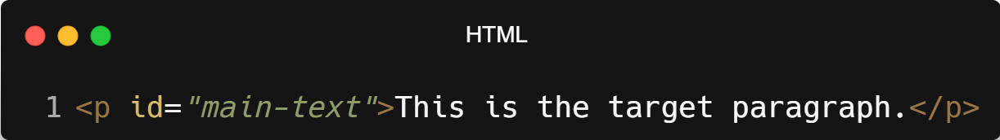 HTML
1 <p id="main-text">This is the target paragraph.</p>